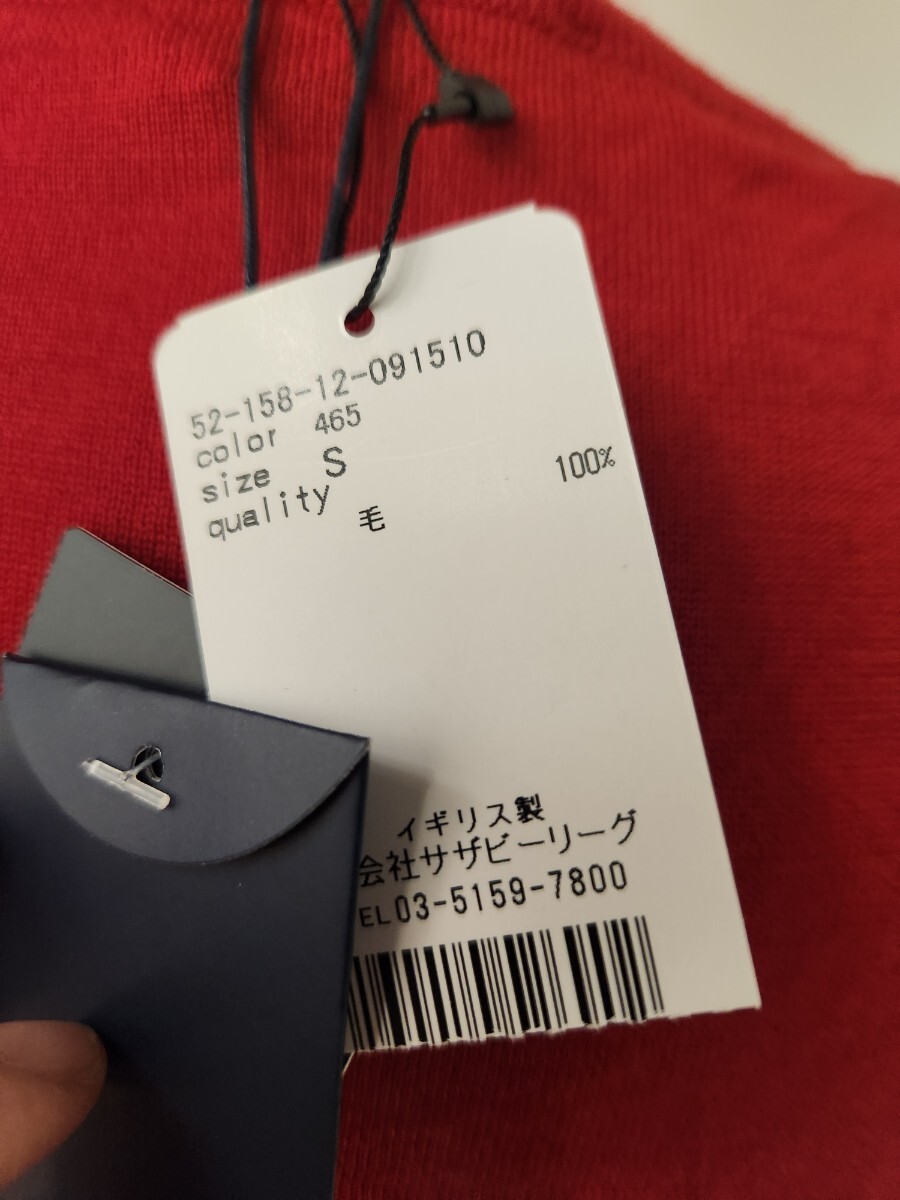 52-158-12-091510
color 465
size S
quality
毛 100%
イギリス製
会社サザビーリーグ
EL03-5159-7800